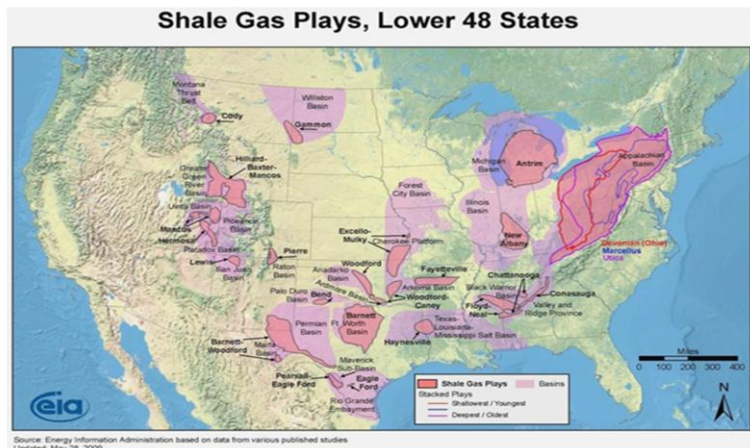 Shale Gas Plays, Lower 48 States
Montana
Thrust
Belt
Cody
Williston
Basin
Gammon
Hilliard-
Baxter-
Mancos
Greater
Green
River
Basin
Uinta Basin
Mancos
Piceance
Basin
Hermosa
Paradox Basin
Lewis
San Juan
Basin
Pierre
Raton
Basin
Michigan
Basin
Antrim
Appalachian
Basin
Forest
City Basin
Illinois
Basin
New
Albany
Excello-
Mulky
Cherokee Platform
Devonian (Ohio)
Marcellus
Utica
Woodford
Anadarko
Basin
Ardmore Basin
Fayetteville
Arkoma Basin
Woodford-
Caney
Chattanooga
Black Warrior
Basin
Conasauga
Valley and
Ridge Province
Floyd-
Neal
Palo Duro
Basin
Bend
Barnett
Ft. Worth
Basin
Permian
Basin
Texas-
Louisiana-
Mississippi Salt Basin
Haynesville
Barnett-
Woodford
Marfa
Basin
Maverick
Sub-Basin
Pearsall-
Eagle Ford
Eagle
Ford
Rio Grande
Embayment
Miles
0 100 200 300 400
N
Shale Gas Plays
Basins
Stacked Plays
Shallowest / Youngest
Deepest / Oldest
eia
Source: Energy Information Administration based on data from various published studies
Updated: May 28, 2009